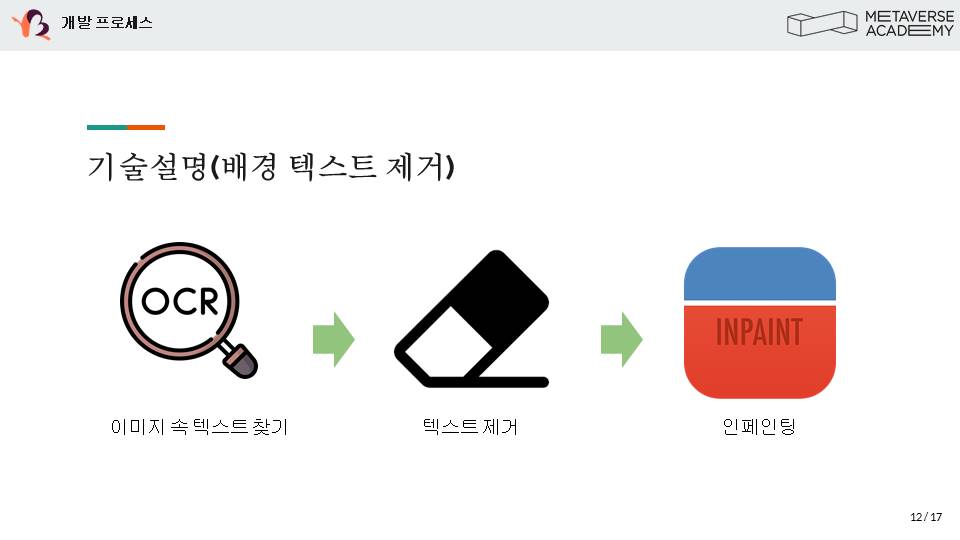 개발 프로세스
METAVERSE
ACADEMY
기술설명(배경 텍스트 제거)
OCR
INPAINT
이미지 속 텍스트 찾기
텍스트 제거
인페인팅
12/17